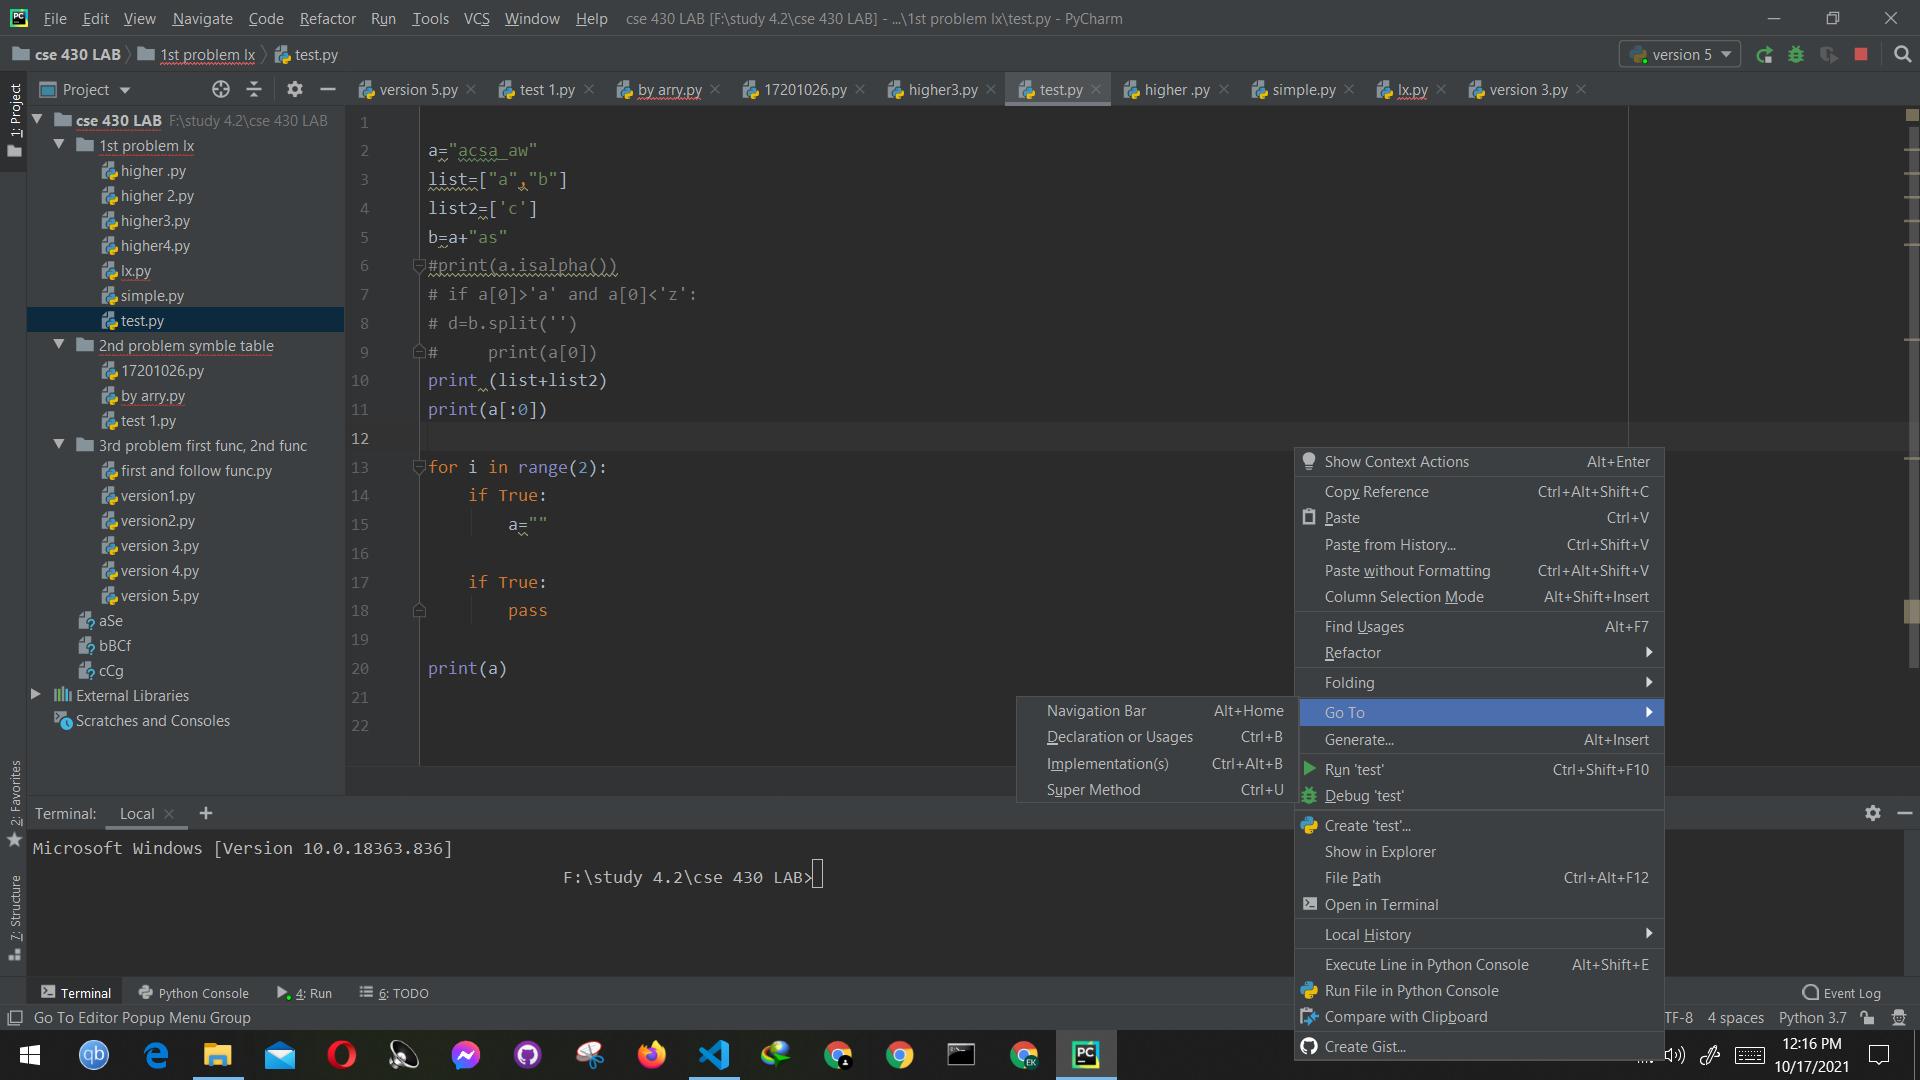 File Edit View Navigate Code Refactor Run Tools VCS Window Help cse 430 LAB [F:\study 4.2\cse 430 LAB] - ...\1st problem lx\test.py - PyCharm
cse 430 LAB 1st problem lx test.py version 5
Project version 5.py test 1.py by arry.py 17201026.py higher3.py test.py higher .py simple.py lx.py version 3.py
1: Project
cse 430 LAB F:\study 4.2\cse 430 LAB
1st problem lx
higher .py
higher 2.py
higher3.py
higher4.py
lx.py
simple.py
test.py
2nd problem symble table
17201026.py
by arry.py
test 1.py
3rd problem first func, 2nd func
first and follow func.py
version1.py
version2.py
version 3.py
version 4.py
version 5.py
aSe
bBCf
cCg
External Libraries
Scratches and Consoles
2: Favorites
7: Structure
1
2 a="acsa_aw"
3 list=["a","b"]
4 list2=['c']
5 b=a+"as"
6 #print(a.isalpha())
7 # if a[0]>'a' and a[0]<'z':
8 # d=b.split('')
9 #     print(a[0])
10 print (list+list2)
11 print(a[:0])
12
13 for i in range(2):
14     if True:
15         a=""
16
17     if True:
18         pass
19
20 print(a)
21
22
Show Context Actions Alt+Enter
Copy Reference Ctrl+Alt+Shift+C
Paste Ctrl+V
Paste from History... Ctrl+Shift+V
Paste without Formatting Ctrl+Alt+Shift+V
Column Selection Mode Alt+Shift+Insert
Find Usages Alt+F7
Refactor
Folding
Go To
Generate... Alt+Insert
Run 'test' Ctrl+Shift+F10
Debug 'test'
Create 'test'...
Show in Explorer
File Path Ctrl+Alt+F12
Open in Terminal
Local History
Execute Line in Python Console Alt+Shift+E
Run File in Python Console
Compare with Clipboard
Create Gist...
Navigation Bar Alt+Home
Declaration or Usages Ctrl+B
Implementation(s) Ctrl+Alt+B
Super Method Ctrl+U
Terminal: Local
Microsoft Windows [Version 10.0.18363.836]
F:\study 4.2\cse 430 LAB>
Terminal Python Console 4: Run 6: TODO Event Log
Go To Editor Popup Menu Group TF-8 4 spaces Python 3.7
12:16 PM
10/17/2021